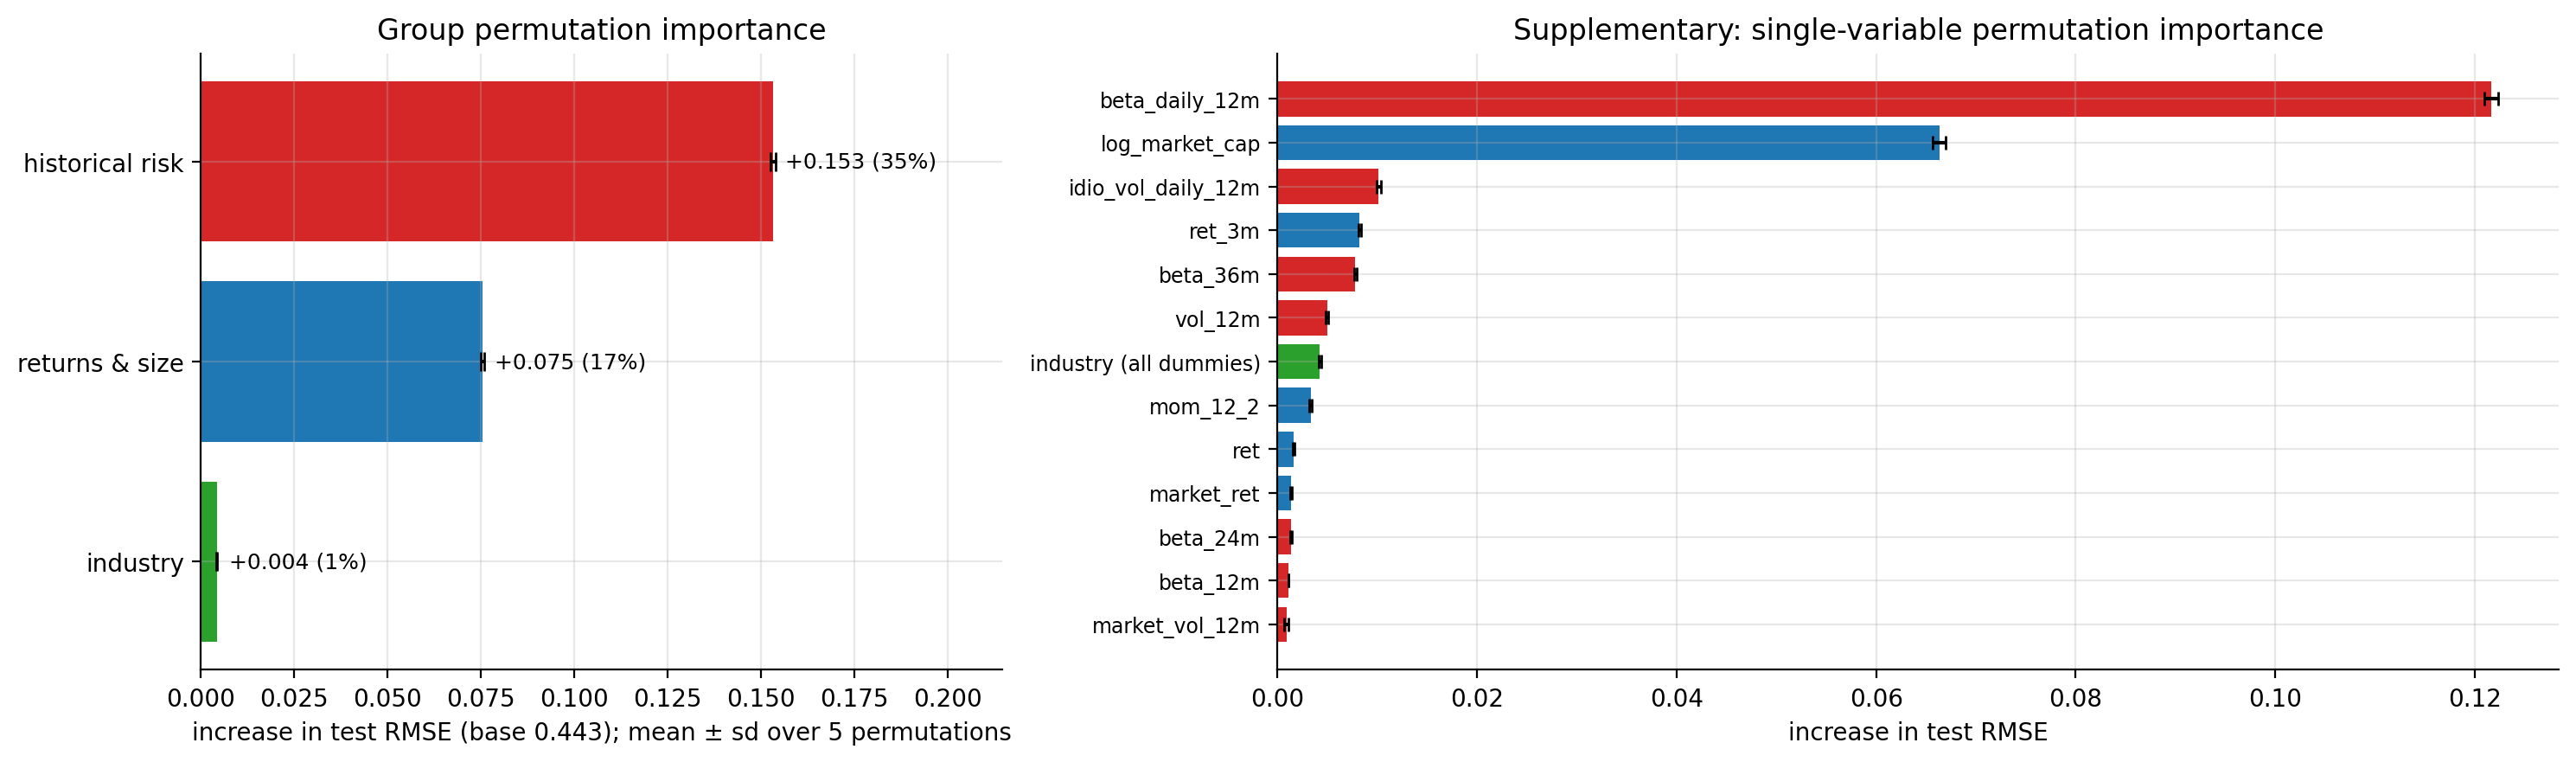 Group permutation importance
historical risk
+0.153 (35%)
returns & size
+0.075 (17%)
industry
+0.004 (1%)
0.000 0.025 0.050 0.075 0.100 0.125 0.150 0.175 0.200
increase in test RMSE (base 0.443); mean ± sd over 5 permutations
Supplementary: single-variable permutation importance
beta_daily_12m
log_market_cap
idio_vol_daily_12m
ret_3m
beta_36m
vol_12m
industry (all dummies)
mom_12_2
ret
market_ret
beta_24m
beta_12m
market_vol_12m
0.00 0.02 0.04 0.06 0.08 0.10 0.12
increase in test RMSE